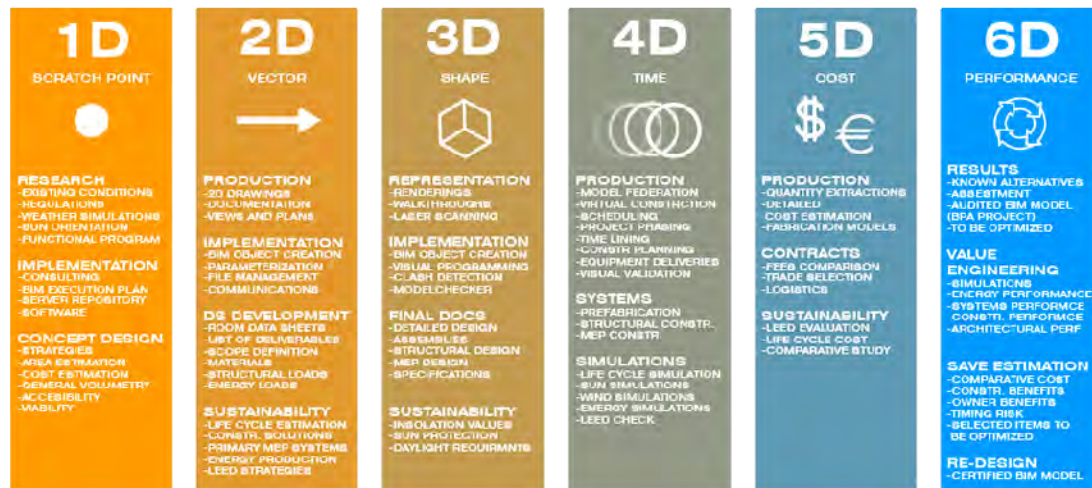 1D
SCRATCH POINT
RESEARCH
-EXISTING CONDITIONS
-REGULATIONS
-WEATHER SIMULATIONS
-SUN ORIENTATION
-FUNCTIONAL PROGRAM
IMPLEMENTATION
-CONSULTING
-BIM EXECUTION PLAN
-SERVER REPOSITORY
-SOFTWARE
CONCEPT DESIGN
-STRATEGIES
-AREA ESTIMATION
-COST ESTIMATION
-GENERAL VOLUMETRY
-ACCESIBILITY
-VIABILITY
2D
VECTOR
PRODUCTION
-2D DRAWINGS
-DOCUMENTATION
-VIEWS AND PLANS
IMPLEMENTATION
-BIM OBJECT CREATION
-PARAMETERIZATION
-FILE MANAGEMENT
-COMMUNICATIONS
DS DEVELOPMENT
-ROOM DATA SHEETS
-LIST OF DELIVERABLES
-SCOPE DEFINITION
-MATERIALS
-STRUCTURAL LOADS
-ENERGY LOADS
SUSTAINABILITY
-LIFE CYCLE ESTIMATION
-CONSTR. SOLUTIONS
-PRIMARY MEP SYSTEMS
-ENERGY PRODUCTION
-LEED STRATEGIES
3D
SHAPE
REPRESENTATION
-RENDERINGS
-WALKTHROUGHS
-LASER SCANNING
IMPLEMENTATION
-BIM OBJECT CREATION
-VISUAL PROGRAMMING
-CLASH DETECTION
-MODELCHECKER
FINAL DOCS
-DETAILED DESIGN
-ASSEMBLIES
-STRUCTURAL DESIGN
-MEP DESIGN
-SPECIFICATIONS
SUSTAINABILITY
-INSOLATION VALUES
-SUN PROTECTION
-DAYLIGHT REQUIRMNTS
4D
TIME
PRODUCTION
-MODEL FEDERATION
-VIRTUAL CONSTRCTION
-SCHEDULING
-PROJECT PHASING
-TIME LINING
-CONSTR PLANNING
-EQUIPMENT DELIVERIES
-VISUAL VALIDATION
SYSTEMS
-PREFABRICATION
-STRUCTURAL CONSTR.
-MEP CONSTR
SIMULATIONS
-LIFE CYCLE SIMULATION
-SUN SIMULATIONS
-WIND SIMULATIONS
-ENERGY SIMULATIONS
-LEED CHECK
5D
COST
$ €
PRODUCTION
-QUANTITY EXTRACTIONS
-DETAILED
COST ESTIMATION
-FABRICATION MODELS
CONTRACTS
-FEES COMPARISON
-TRADE SELECTION
-LOGISTICS
SUSTAINABILITY
-LEED EVALUATION
-LIFE CYCLE COST
-COMPARATIVE STUDY
6D
PERFORMANCE
RESULTS
-KNOWN ALTERNATIVES
-ASSESTMENT
-AUDITED BIM MODEL
(BPA PROJECT)
-TO BE OPTIMIZED
VALUE
ENGINEERING
-SIMULATIONS
-ENERGY PERFORMANCE
-SYSTEMS PERFORMCE
CONSTR. PERFORMCE
-ARCHITECTURAL PERF
SAVE ESTIMATION
-COMPARATIVE COST
-CONSTR. BENEFITS
-OWNER BENEFITS
-TIMING RISK
-SELECTED ITEMS TO
BE OPTIMIZED
RE-DESIGN
-CERTIFIED BIM MODEL